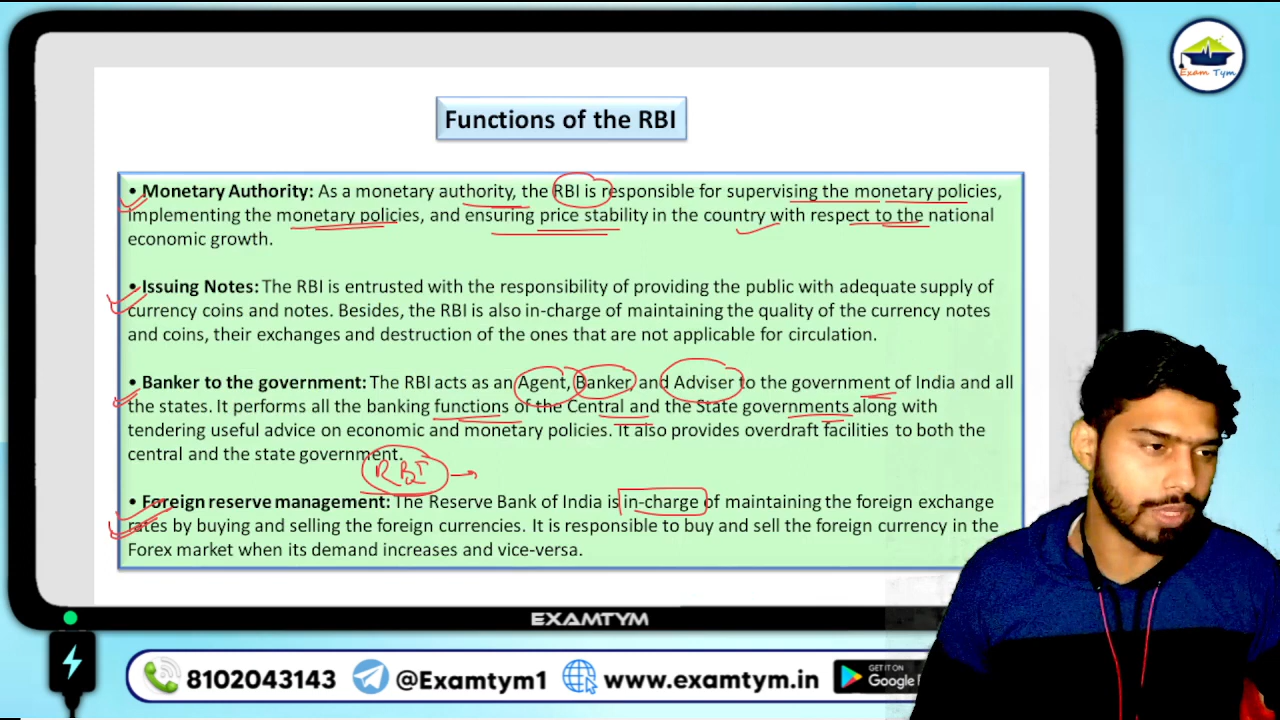 Exam Tym
Functions of the RBI
• Monetary Authority: As a monetary authority, the RBI is responsible for supervising the monetary policies,
implementing the monetary policies, and ensuring price stability in the country with respect to the national
economic growth.
• Issuing Notes: The RBI is entrusted with the responsibility of providing the public with adequate supply of
currency coins and notes. Besides, the RBI is also in-charge of maintaining the quality of the currency notes
and coins, their exchanges and destruction of the ones that are not applicable for circulation.
• Banker to the government: The RBI acts as an Agent, Banker, and Adviser to the government of India and all
the states. It performs all the banking functions of the Central and the State governments along with
tendering useful advice on economic and monetary policies. It also provides overdraft facilities to both the
central and the state government.
RBI
• Foreign reserve management: The Reserve Bank of India is in-charge of maintaining the foreign exchange
rates by buying and selling the foreign currencies. It is responsible to buy and sell the foreign currency in the
Forex market when its demand increases and vice-versa.
EXAMTYM
8102043143 @Examtym1 www.examtym.in GET IT ON
Google